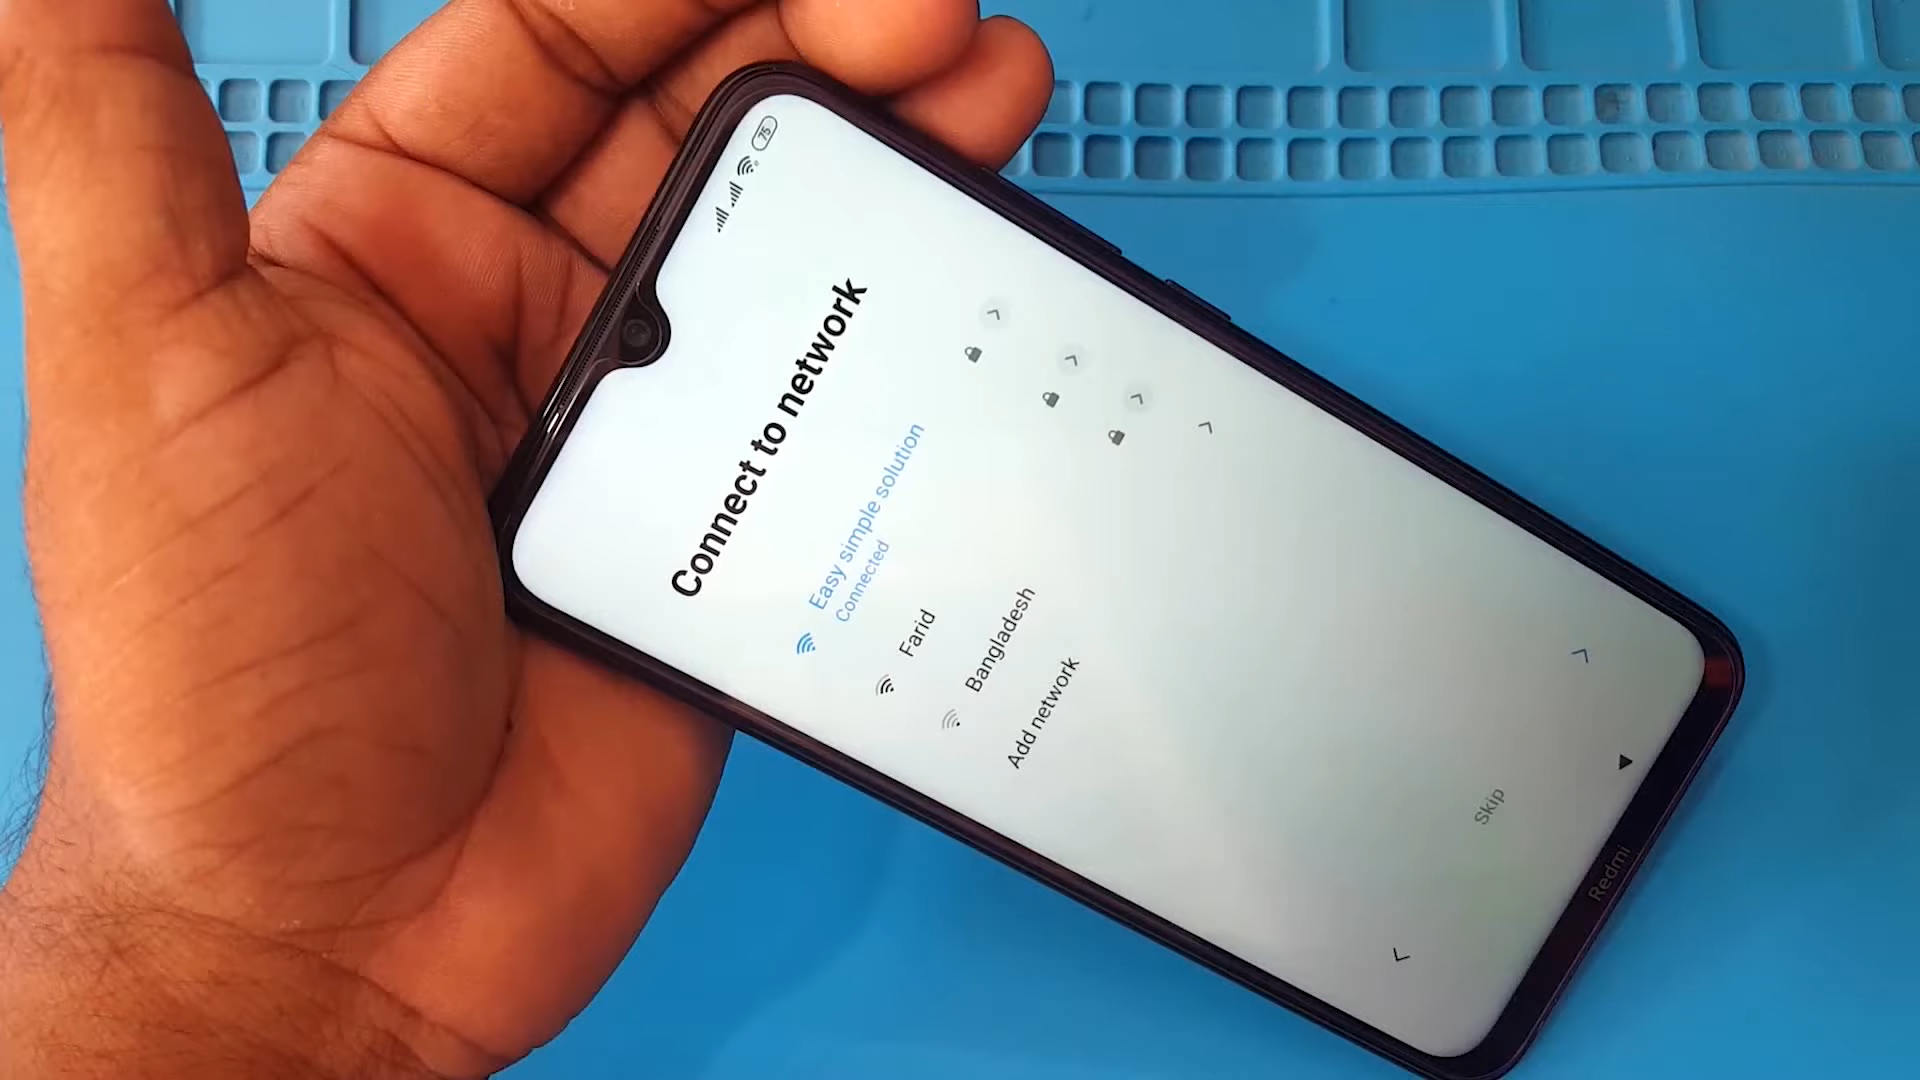 75
Connect to network
Easy simple solution
Connected
Farid
Bangladesh
Add network
Skip
Redmi